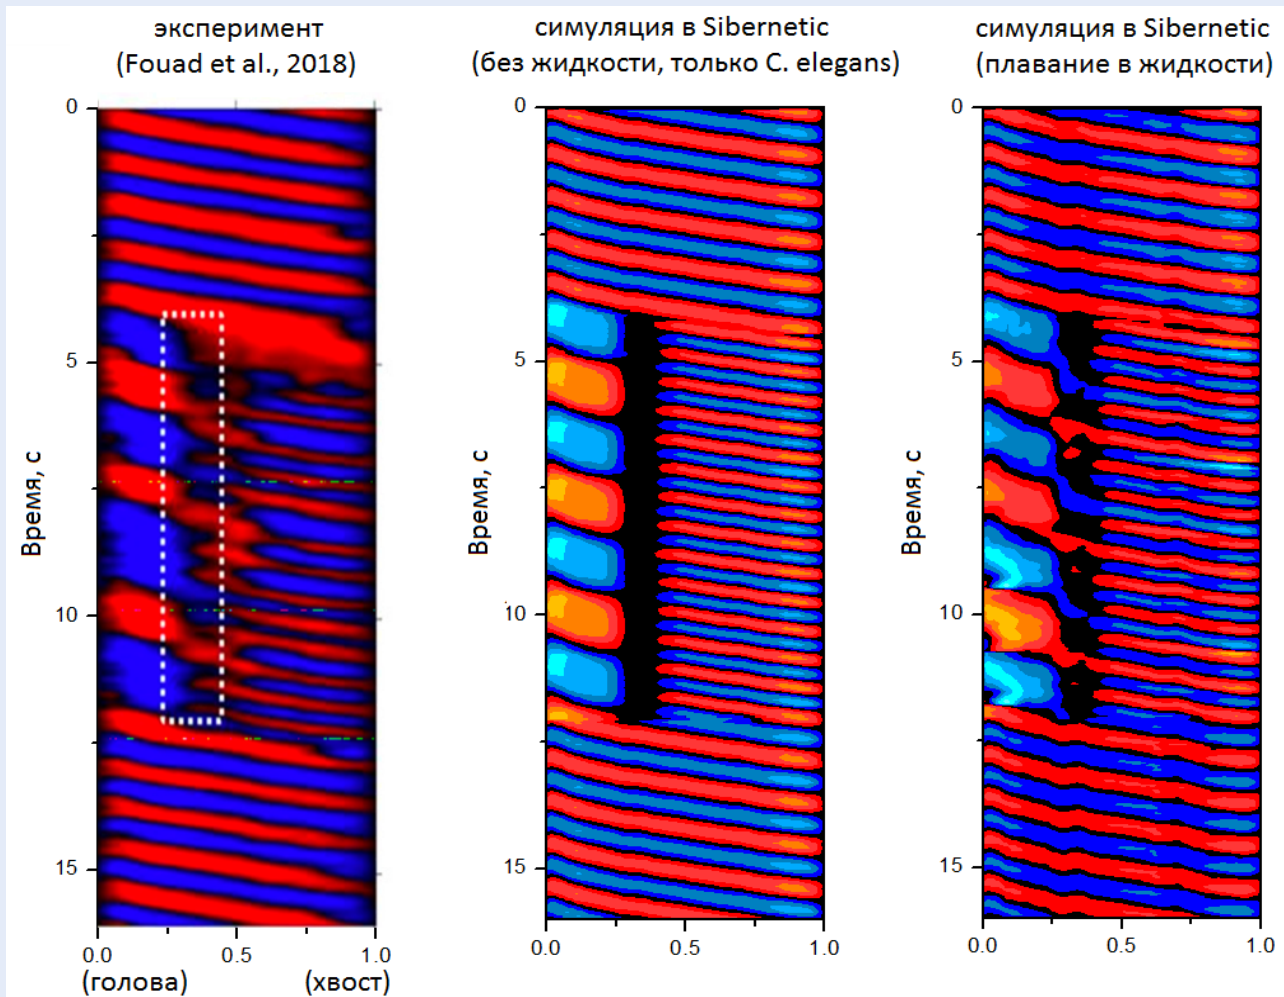 эксперимент
(Fouad et al., 2018)
симуляция в Sibernetic
(без жидкости, только C. elegans)
симуляция в Sibernetic
(плавание в жидкости)
0
5
10
15
Время, с
0.0
0.5
1.0
(голова)
(хвост)
0
5
10
15
Время, с
0.0
0.5
1.0
0
5
10
15
Время, с
0.0
0.5
1.0